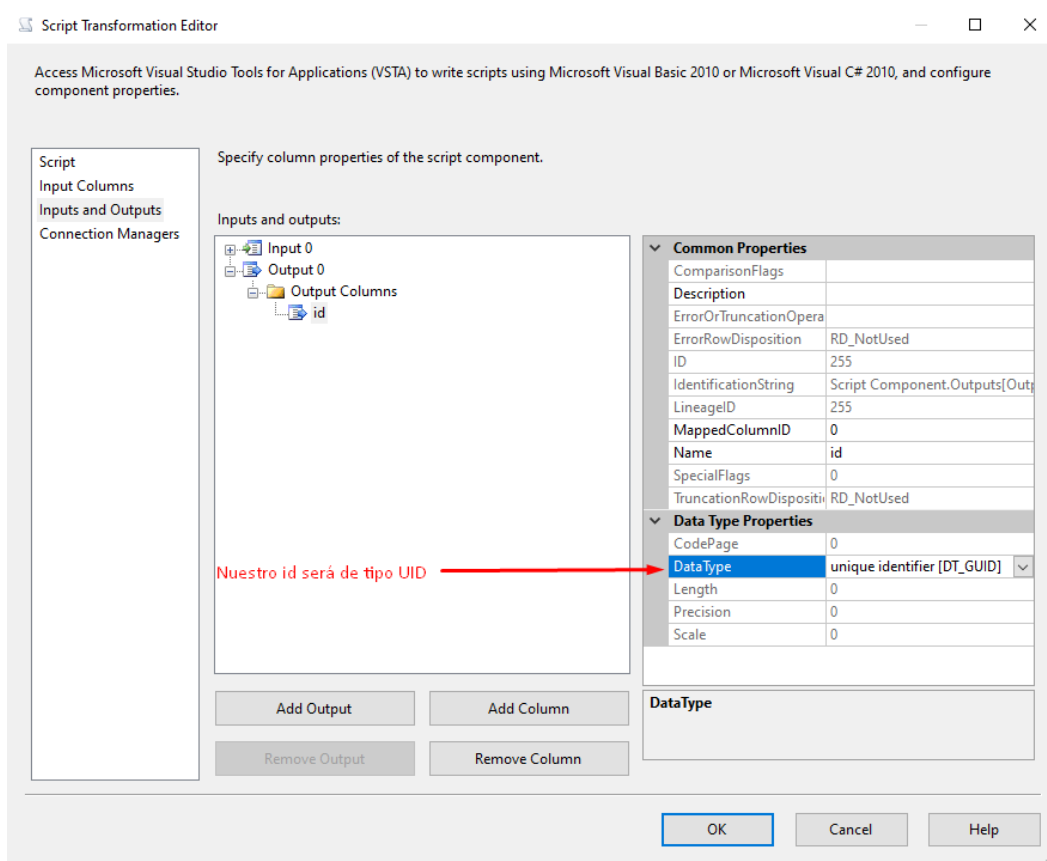 Script Transformation Editor
Access Microsoft Visual Studio Tools for Applications (VSTA) to write scripts using Microsoft Visual Basic 2010 or Microsoft Visual C# 2010, and configure
component properties.
Script
Input Columns
Inputs and Outputs
Connection Managers
Specify column properties of the script component.
Inputs and outputs:
Input 0
Output 0
Output Columns
id
Nuestro id será de tipo UID
Common Properties
ComparisonFlags
Description
ErrorOrTruncationOpera
ErrorRowDisposition RD_NotUsed
ID 255
IdentificationString Script Component.Outputs[Outp
LineageID 255
MappedColumnID 0
Name id
SpecialFlags 0
TruncationRowDispositi RD_NotUsed
Data Type Properties
CodePage 0
DataType unique identifier [DT_GUID]
Length 0
Precision 0
Scale 0
Add Output Add Column
Remove Output Remove Column
DataType
OK Cancel Help